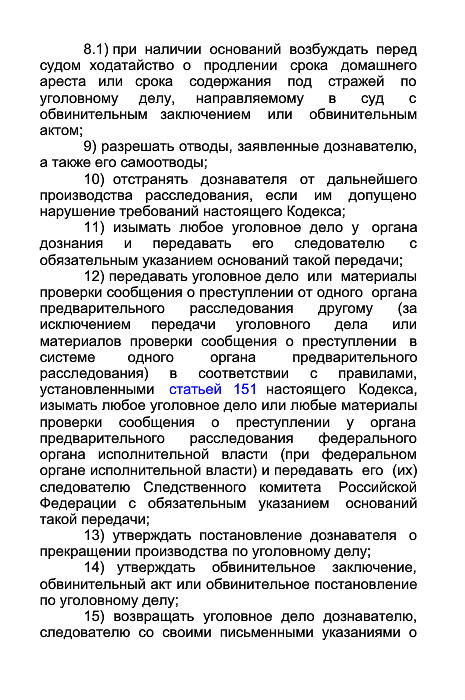 8.1) при наличии оснований возбуждать перед
судом ходатайство о продлении срока домашнего
ареста или срока содержания под стражей по
уголовному делу, направляемому в суд с
обвинительным заключением или обвинительным
актом;
9) разрешать отводы, заявленные дознавателю,
а также его самоотводы;
10) отстранять дознавателя от дальнейшего
производства расследования, если им допущено
нарушение требований настоящего Кодекса;
11) изымать любое уголовное дело у органа
дознания и передавать его следователю с
обязательным указанием оснований такой передачи;
12) передавать уголовное дело или материалы
проверки сообщения о преступлении от одного органа
предварительного расследования другому (за
исключением передачи уголовного дела или
материалов проверки сообщения о преступлении в
системе одного органа предварительного
расследования) в соответствии с правилами,
установленными статьей 151 настоящего Кодекса,
изымать любое уголовное дело или любые материалы
проверки сообщения о преступлении у органа
предварительного расследования федерального
органа исполнительной власти (при федеральном
органе исполнительной власти) и передавать его (их)
следователю Следственного комитета Российской
Федерации с обязательным указанием оснований
такой передачи;
13) утверждать постановление дознавателя о
прекращении производства по уголовному делу;
14) утверждать обвинительное заключение,
обвинительный акт или обвинительное постановление
по уголовному делу;
15) возвращать уголовное дело дознавателю,
следователю со своими письменными указаниями о